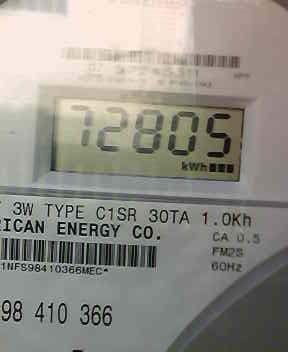 72805
kWh
3W TYPE C1SR 30TA 1.0Kh
RICAN ENERGY CO.
CA 0.5
FM2S
1NFS98410366MEC*
60Hz
98 410 366